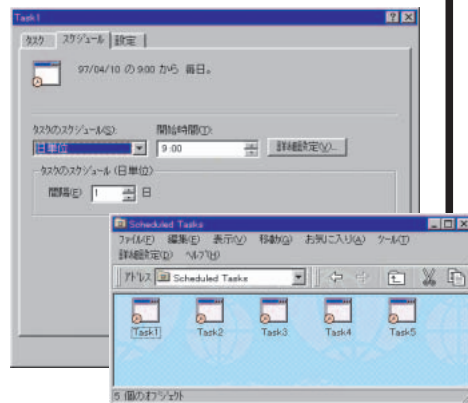 Task1
タスク スケジュール 設定
97/04/10 の 9:00 から 毎日。
タスクのスケジュール(S): 開始時間(T):
日単位 9:00 詳細設定(V)...
タスクのスケジュール (日単位)
間隔(E) 1 日
Scheduled Tasks
ファイル(F) 編集(E) 表示(V) 移動(G) お気に入り(A) ツール(T)
詳細設定(D) ヘルプ(H)
アドレス Scheduled Tasks
Task1 Task2 Task3 Task4 Task5
5 個のオブジェクト